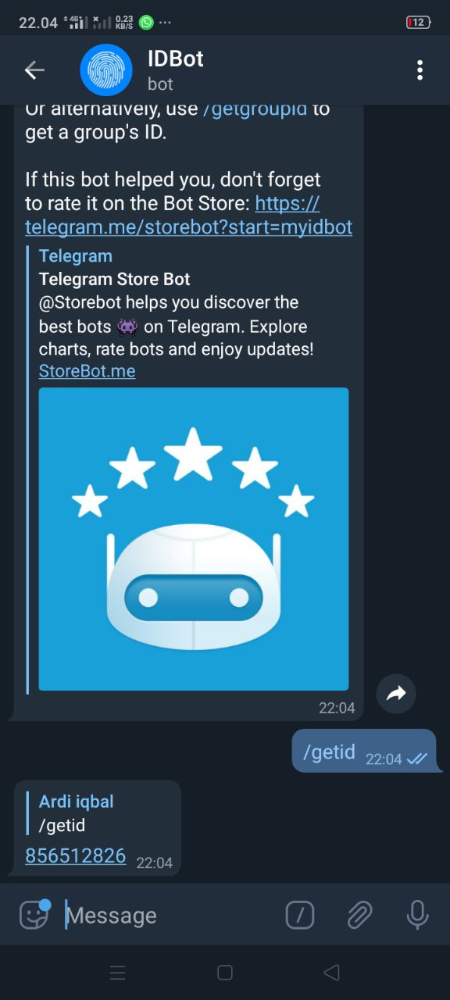 22.04 4G 0.23 KB/S 12
IDBot
bot
Or alternatively, use /getgroupid to
get a group's ID.
If this bot helped you, don't forget
to rate it on the Bot Store: https://
telegram.me/storebot?start=myidbot
Telegram
Telegram Store Bot
@Storebot helps you discover the
best bots 👾 on Telegram. Explore
charts, rate bots and enjoy updates!
StoreBot.me
22:04
/getid 22:04
Ardi iqbal
/getid
856512826 22:04
Message